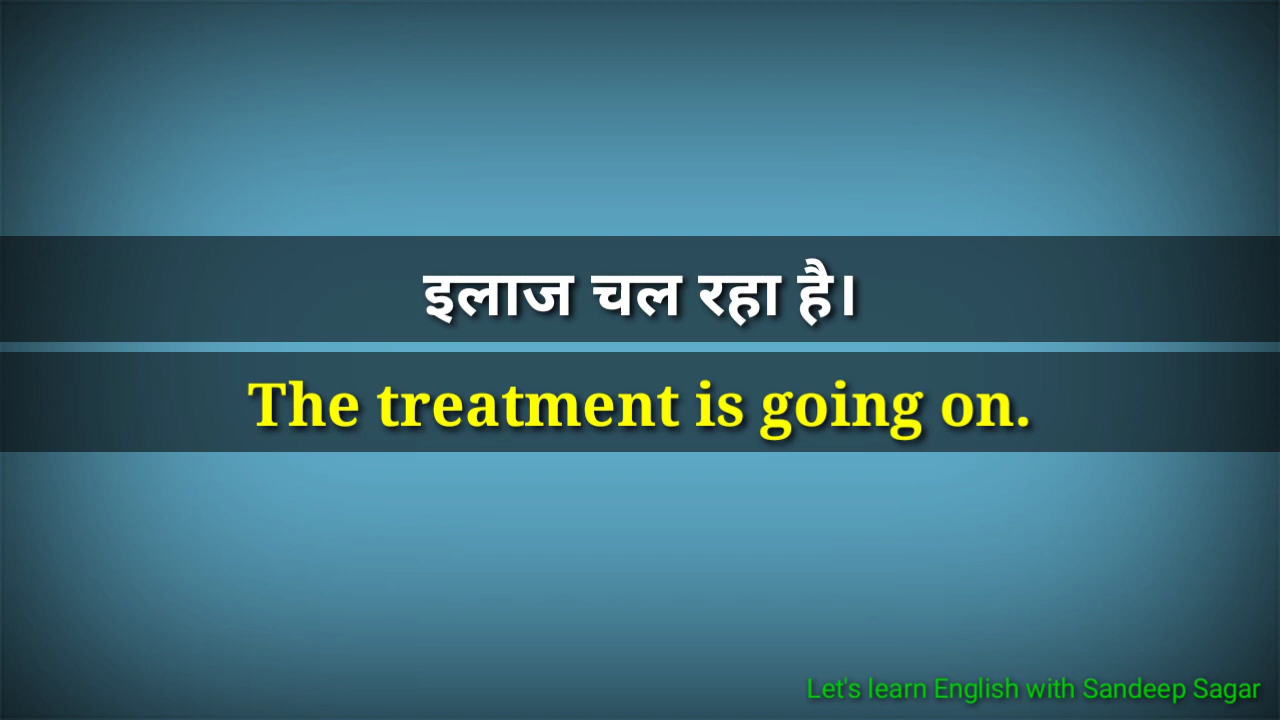 इलाज चल रहा है।
The treatment is going on.
Let's learn English with Sandeep Sagar